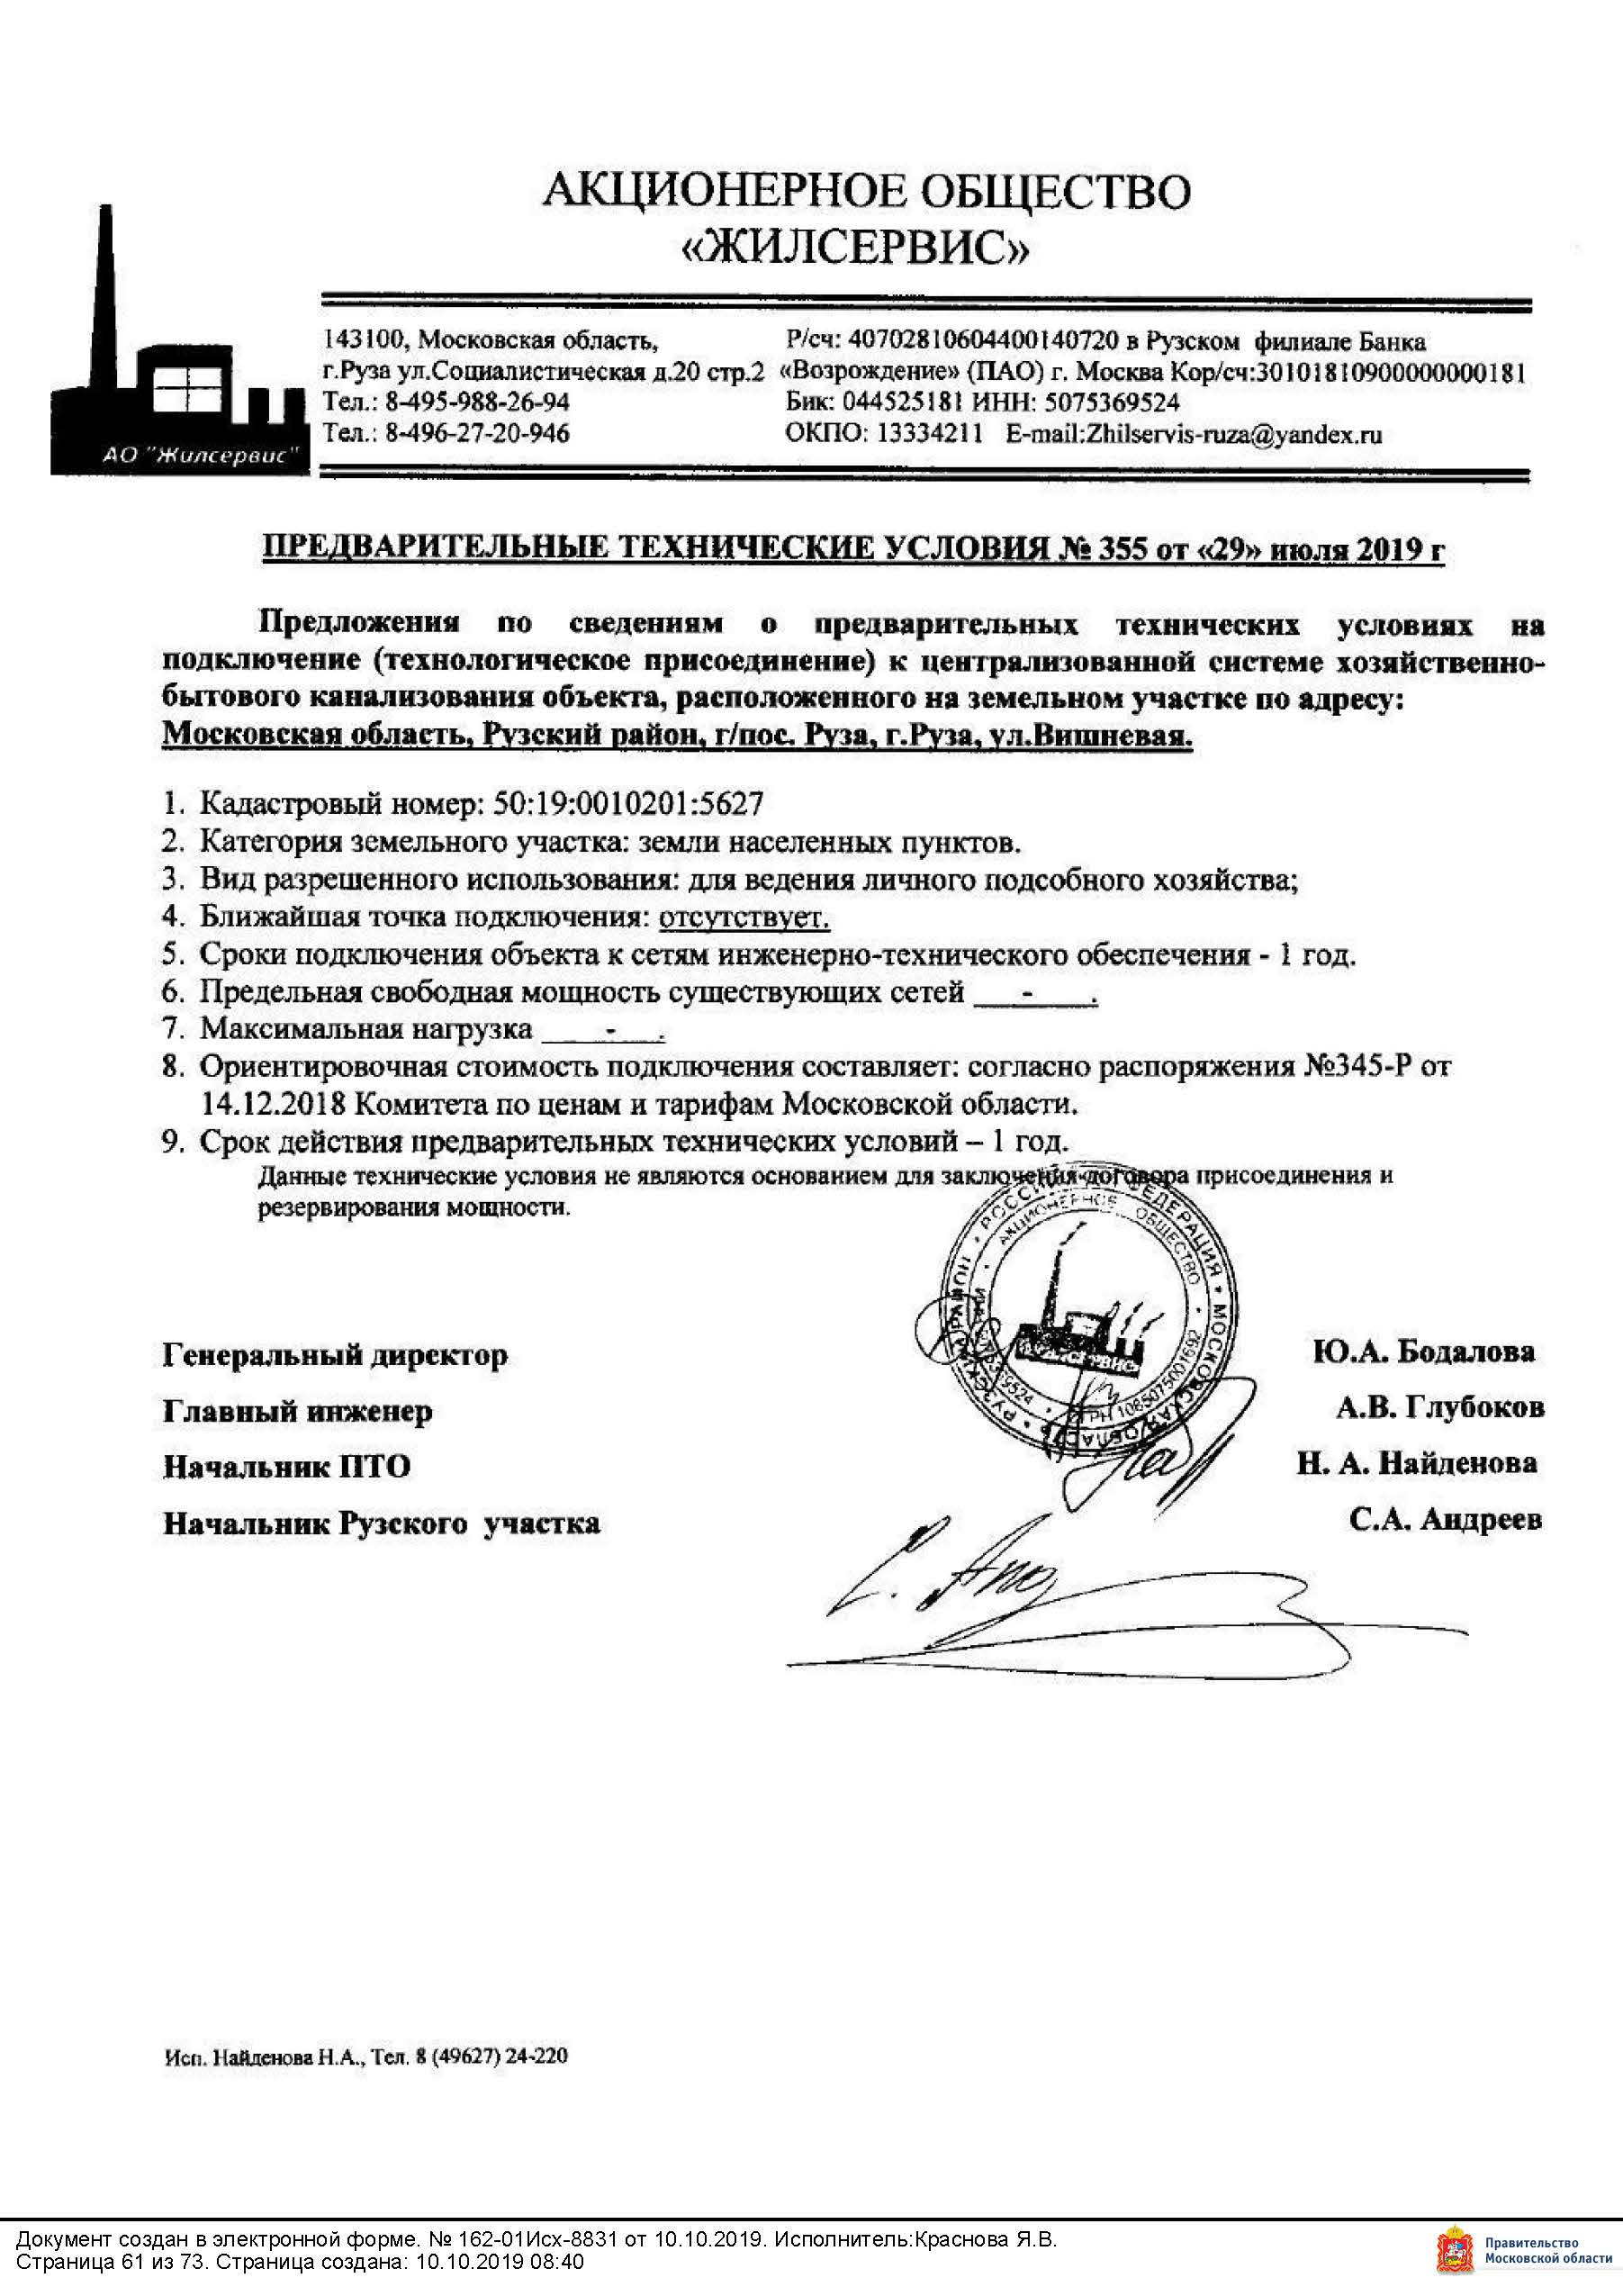 АКЦИОНЕРНОЕ ОБЩЕСТВО
«ЖИЛСЕРВИС»
АО "Жилсервис"
143100, Московская область,
г.Руза ул.Социалистическая д.20 стр.2
Тел.: 8-495-988-26-94
Тел.: 8-496-27-20-946
Р/сч: 40702810604400140720 в Рузском филиале Банка
«Возрождение» (ПАО) г. Москва Кор/сч:30101810900000000181
Бик: 044525181 ИНН: 5075369524
ОКПО: 13334211 E-mail:Zhilservis-ruza@yandex.ru
ПРЕДВАРИТЕЛЬНЫЕ ТЕХНИЧЕСКИЕ УСЛОВИЯ № 355 от «29» июля 2019 г
Предложения по сведениям о предварительных технических условиях на
подключение (технологическое присоединение) к централизованной системе хозяйственно-
бытового канализования объекта, расположенного на земельном участке по адресу:
Московская область, Рузский район, г/пос. Руза, г.Руза, ул.Вишневая.
1. Кадастровый номер: 50:19:0010201:5627
2. Категория земельного участка: земли населенных пунктов.
3. Вид разрешенного использования: для ведения личного подсобного хозяйства;
4. Ближайшая точка подключения: отсутствует.
5. Сроки подключения объекта к сетям инженерно-технического обеспечения - 1 год.
6. Предельная свободная мощность существующих сетей ___-___.
7. Максимальная нагрузка ___-___.
8. Ориентировочная стоимость подключения составляет: согласно распоряжения №345-Р от
14.12.2018 Комитета по ценам и тарифам Московской области.
9. Срок действия предварительных технических условий – 1 год.
Данные технические условия не являются основанием для заключения договора присоединения и
резервирования мощности.
РОССИЙСКАЯ ФЕДЕРАЦИЯ • МОСКОВСКАЯ ОБЛАСТЬ • РУЗСКИЙ РАЙОН
АКЦИОНЕРНОЕ ОБЩЕСТВО
Генеральный директор Ю.А. Бодалова
Главный инженер А.В. Глубоков
Начальник ПТО Н. А. Найденова
Начальник Рузского участка С.А. Андреев
Исп. Найденова Н.А., Тел. 8 (49627) 24-220
Документ создан в электронной форме. № 162-01Исх-8831 от 10.10.2019. Исполнитель:Краснова Я.В.
Страница 61 из 73. Страница создана: 10.10.2019 08:40
Правительство
Московской области